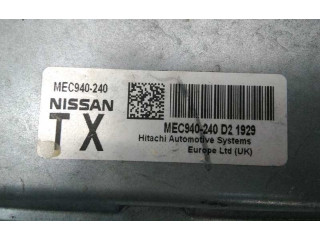 MEC940-240
NISSAN
TX
MEC940-240 D2 1929
Hitachi Automotive Systems
Europe Ltd (UK)